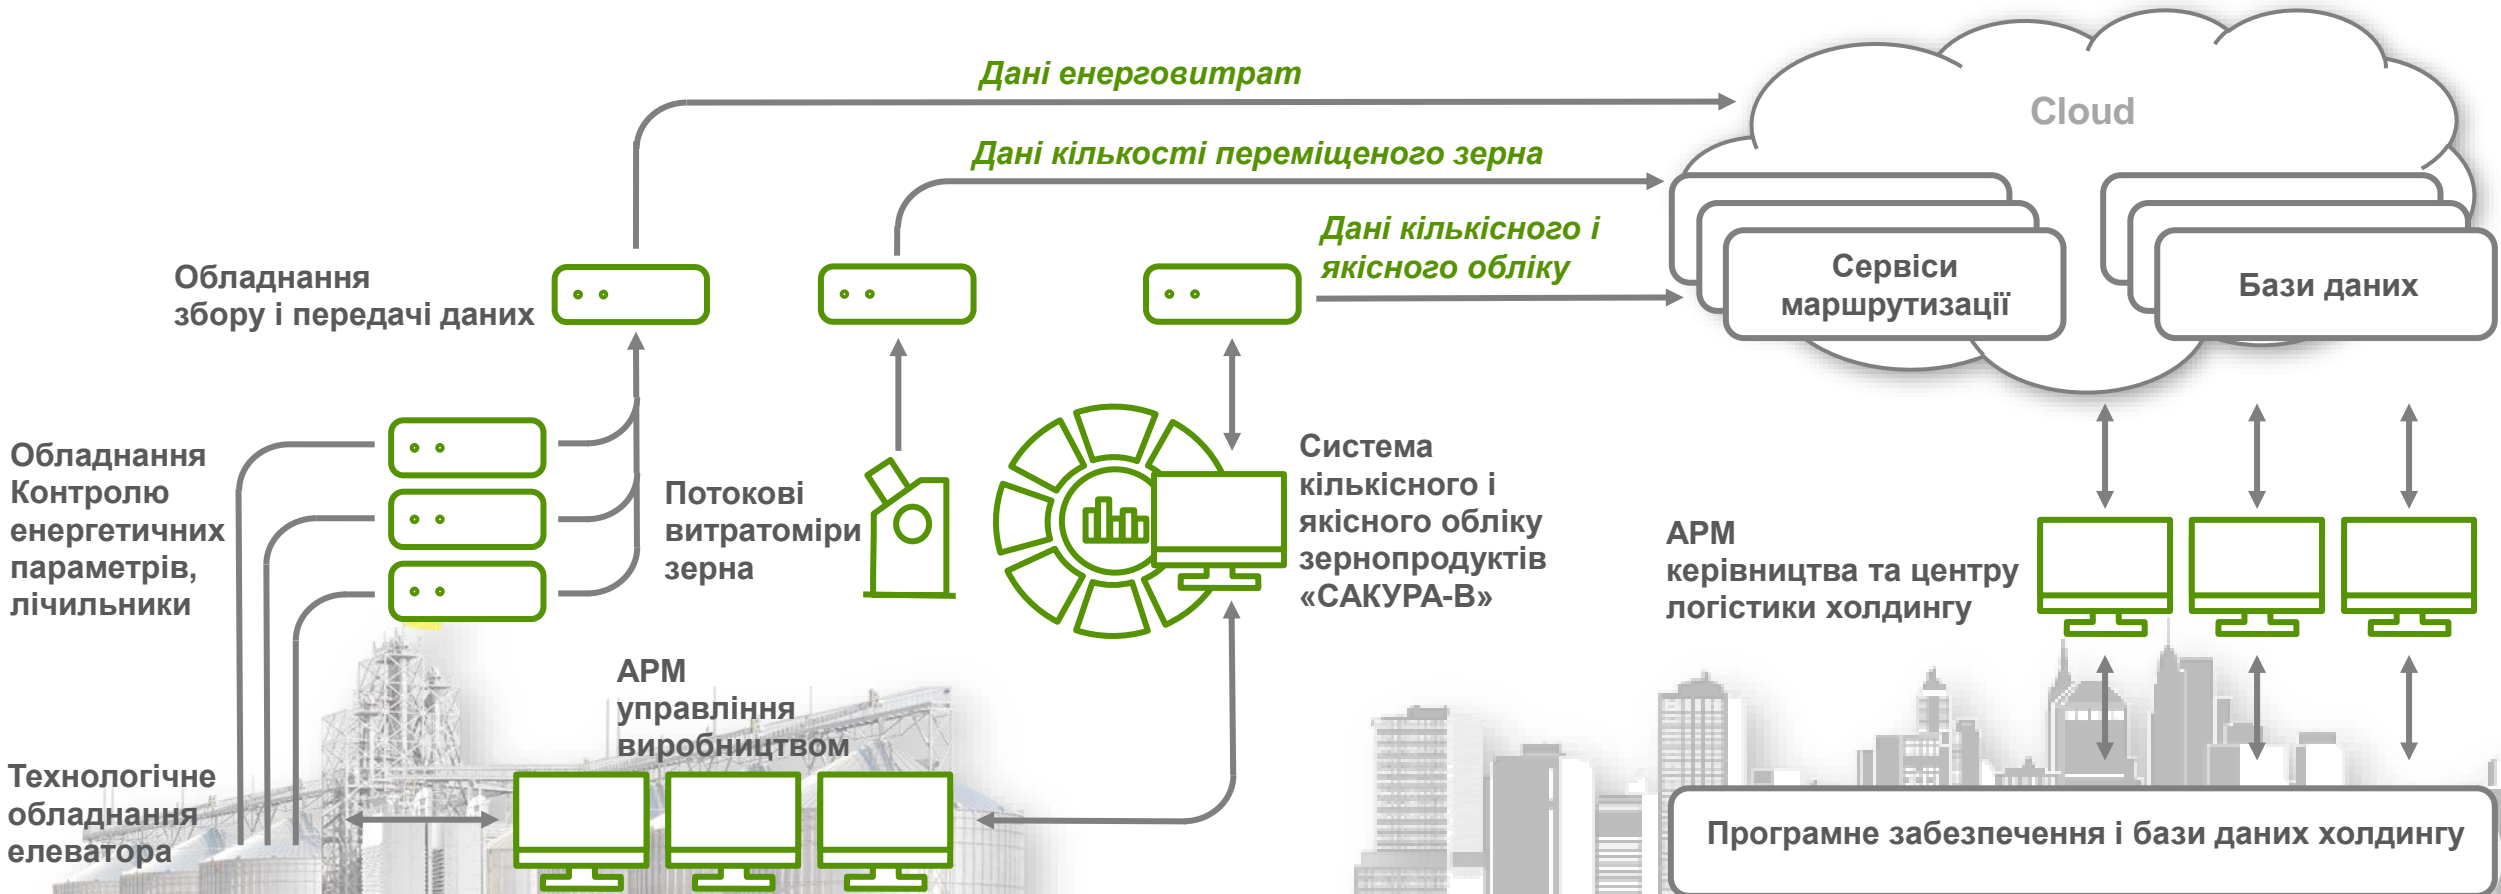 Дані енерговитрат
Cloud
Дані кількості переміщеного зерна
Дані кількісного і
якісного обліку
Обладнання
збору і передачі даних
Сервіси
маршрутизації
Бази даних
Обладнання
Контролю
енергетичних
параметрів,
лічильники
Потокові
витратоміри
зерна
Система
кількісного і
якісного обліку
зернопродуктів
«САКУРА-В»
АРМ
керівництва та центру
логістики холдингу
АРМ
управління
виробництвом
Технологічне
обладнання
елеватора
Програмне забезпечення і бази даних холдингу